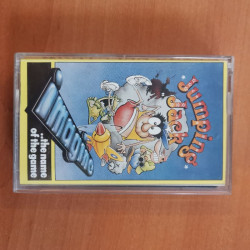 Jumping
Jack
IMAGINE
...the name
of the game